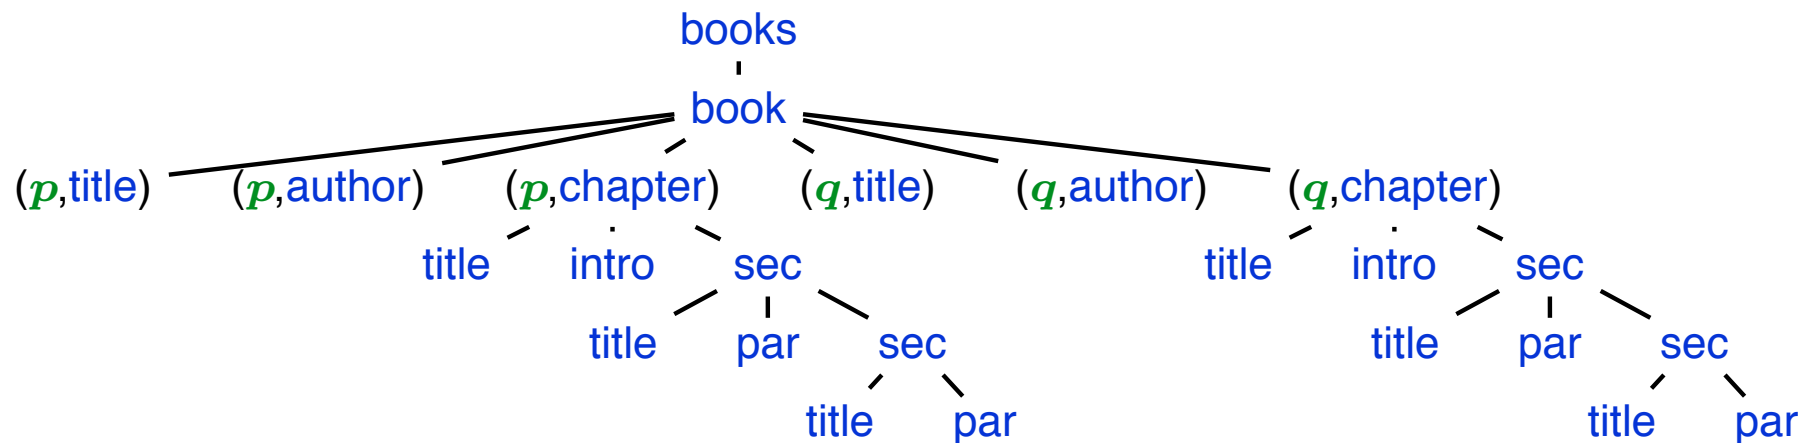 books
book
(p,title) (p,author) (p,chapter) (q,title) (q,author) (q,chapter)
title intro sec title intro sec
title par sec title par sec
title par title par